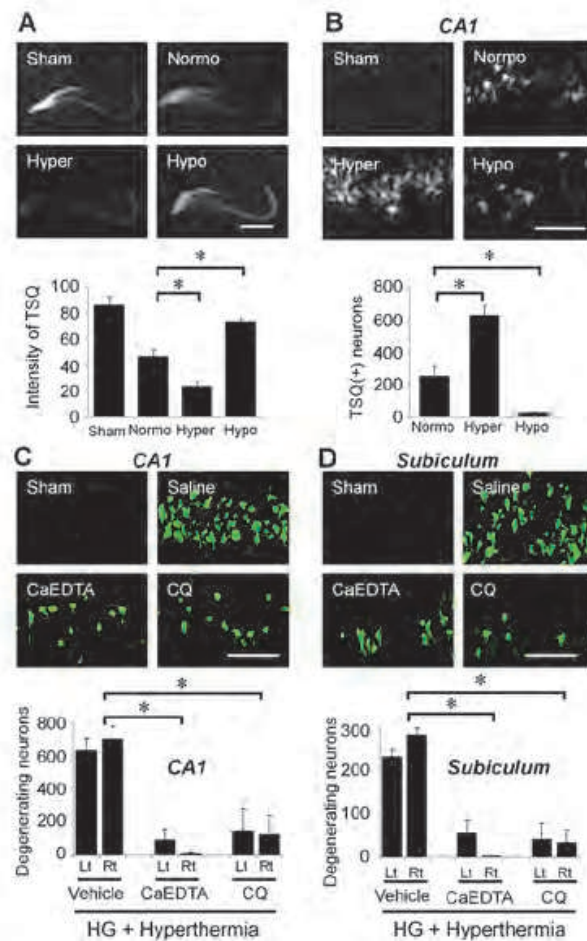 A
Sham
Normo
Hyper
Hypo
*
*
Intensity of TSQ
100
80
60
40
20
0
Sham Normo Hyper Hypo
B
CA1
Sham
Normo
Hyper
Hypo
*
*
TSQ(+) neurons
800
600
400
200
0
Normo Hyper Hypo
C
CA1
Sham
Saline
CaEDTA
CQ
*
*
Degenerating neurons
800
600
400
200
0
CA1
Lt Rt Lt Rt Lt Rt
Vehicle CaEDTA CQ
HG + Hyperthermia
D
Subiculum
Sham
Saline
CaEDTA
CQ
*
*
Degenerating neurons
300
200
100
0
Subiculum
Lt Rt Lt Rt Lt Rt
Vehicle CaEDTA CQ
HG + Hyperthermia